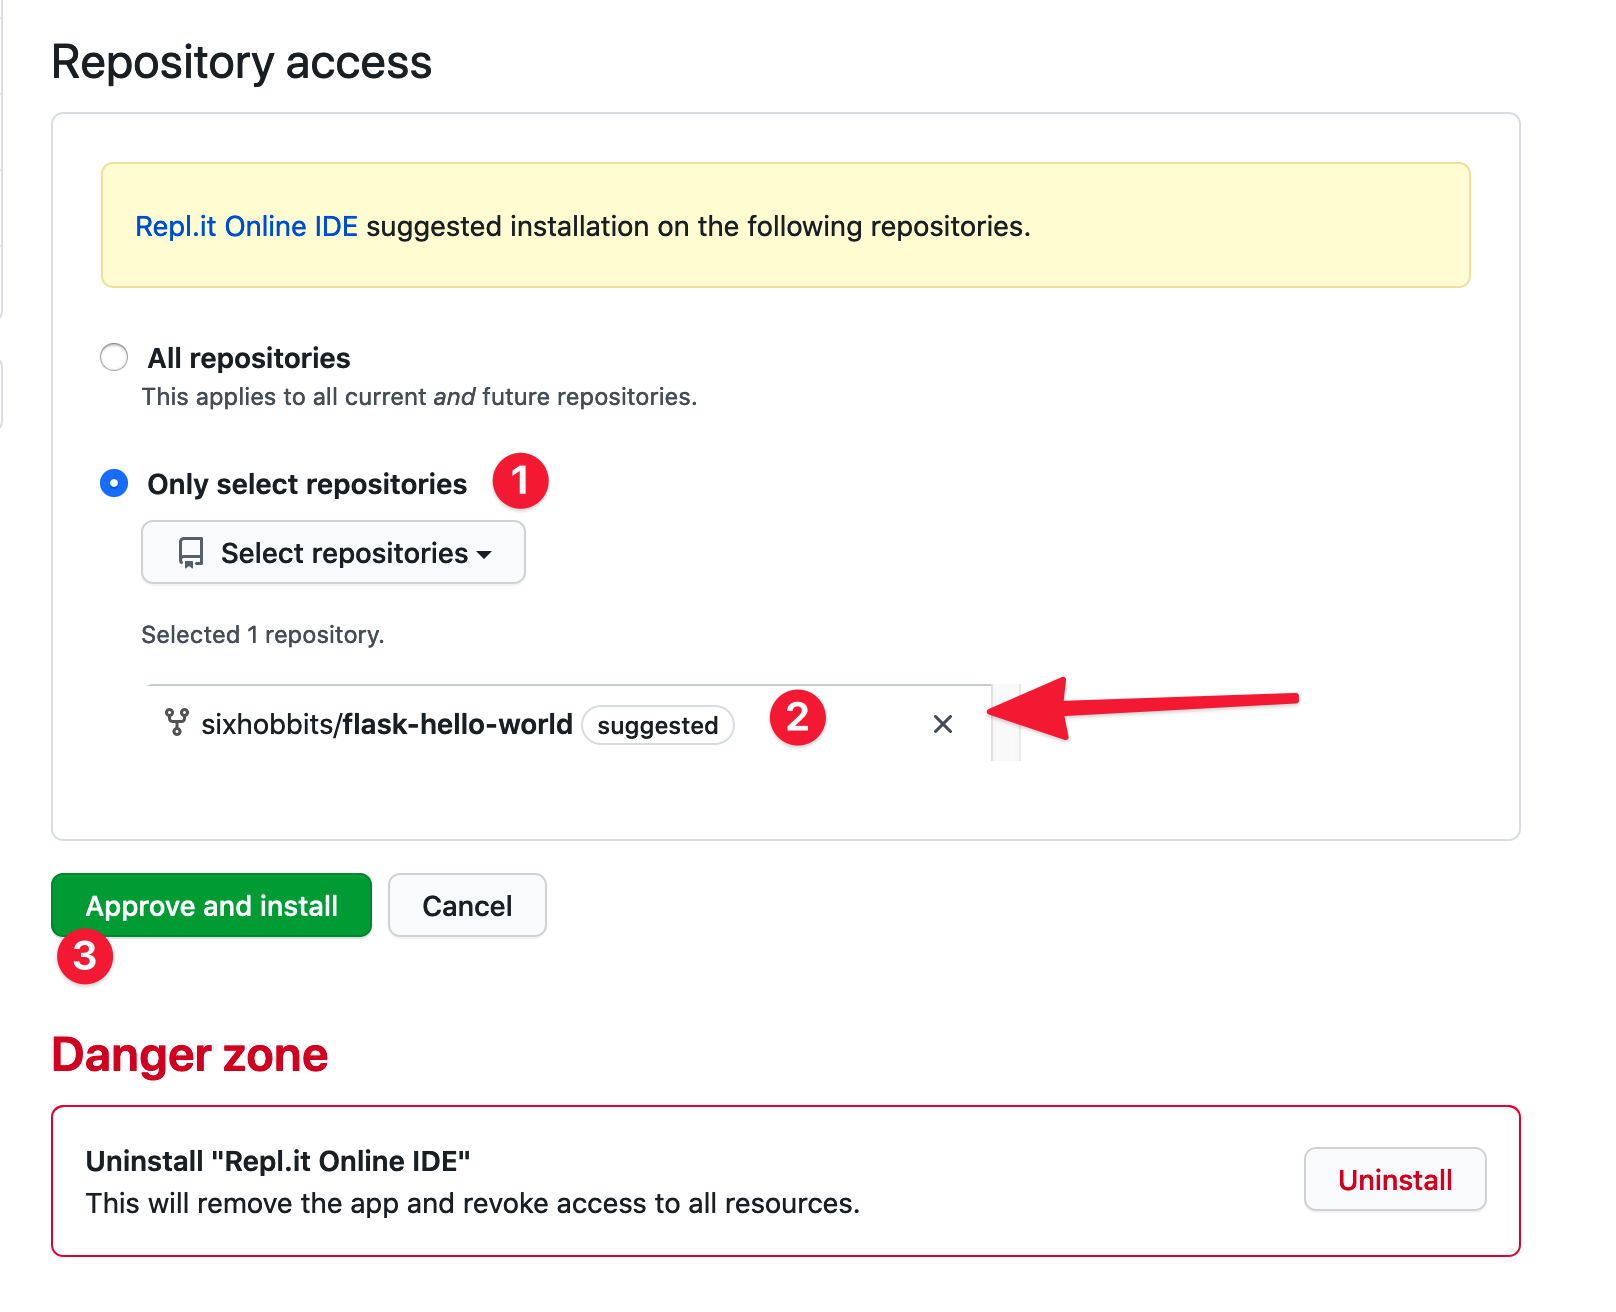 Repository access
Repl.it Online IDE suggested installation on the following repositories.
All repositories
This applies to all current and future repositories.
Only select repositories 1
Select repositories
Selected 1 repository.
sixhobbits/flask-hello-world suggested 2
Approve and install Cancel
3
Danger zone
Uninstall "Repl.it Online IDE"
This will remove the app and revoke access to all resources.
Uninstall